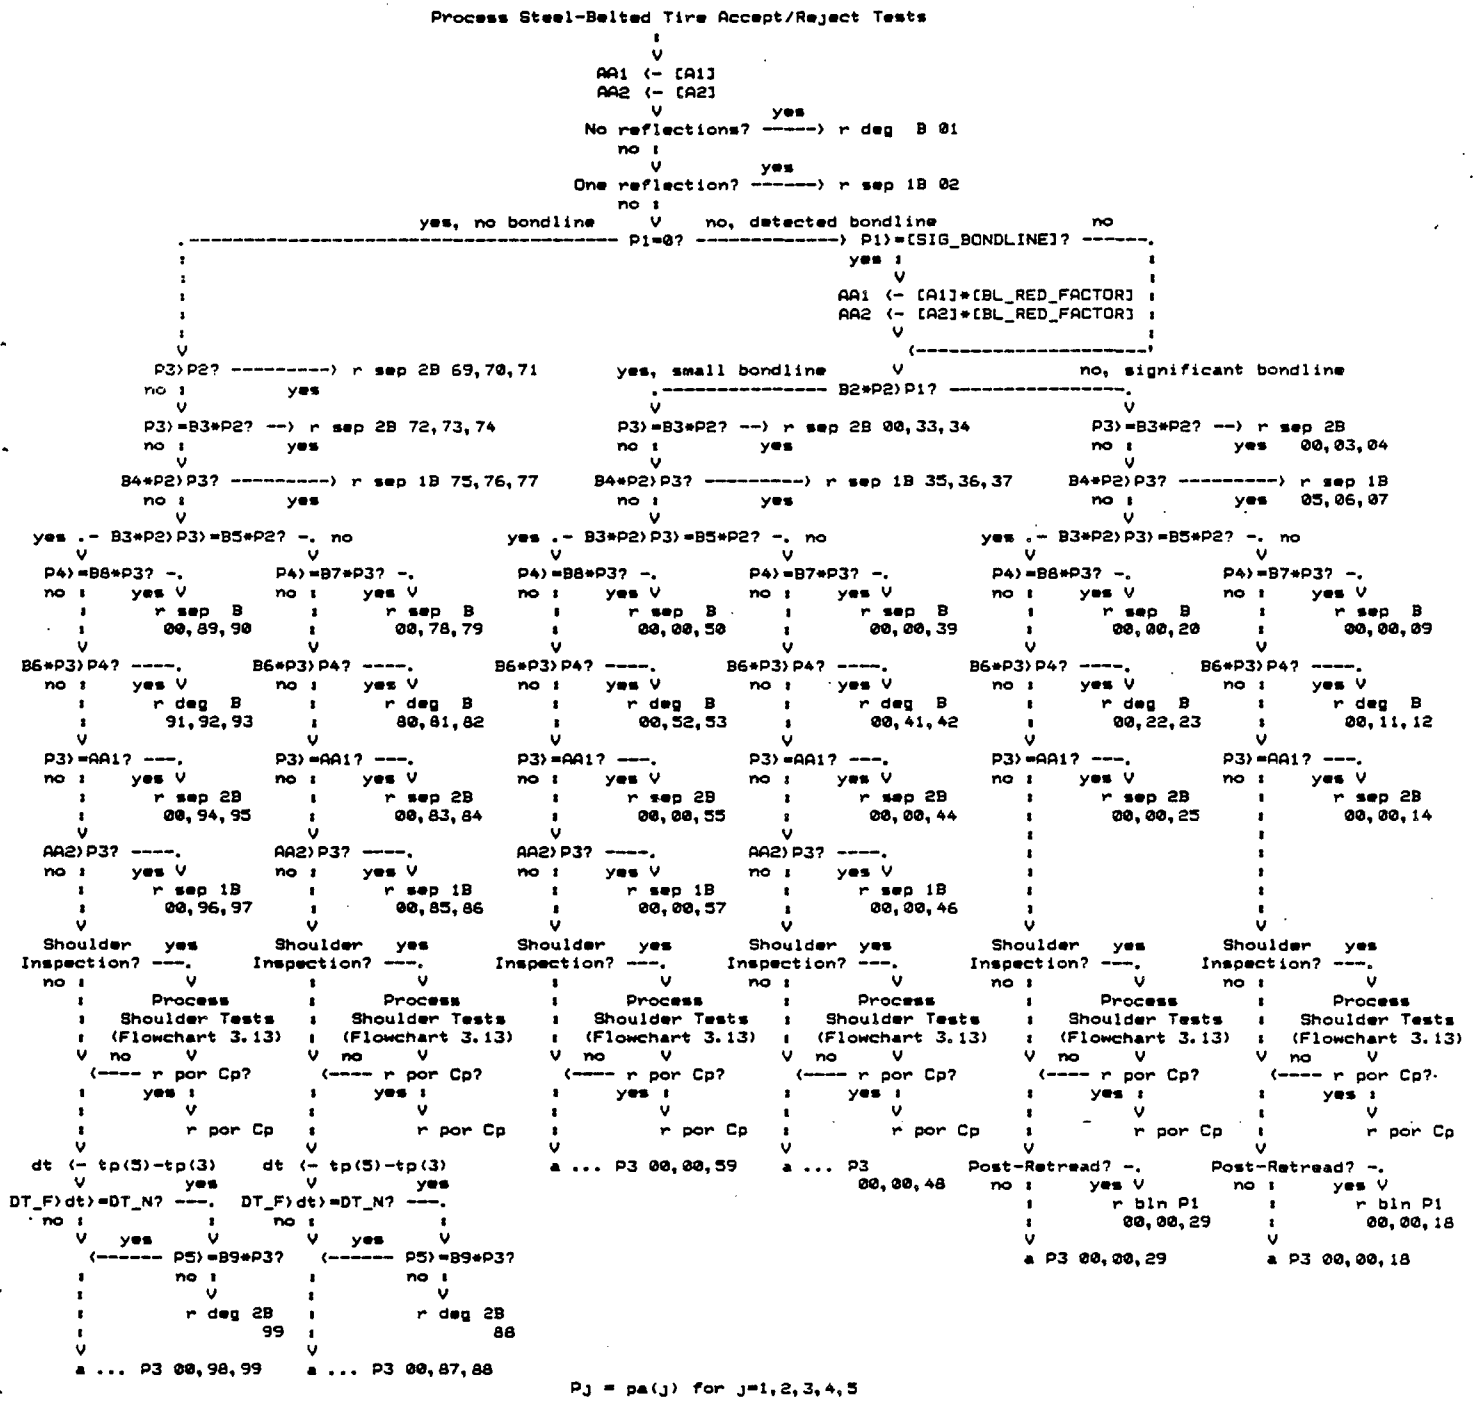 Process Steel-Belted Tire Accept/Reject Tests
AA1 <- [A1]
AA2 <- [A2]
yes
No reflections? -----> r deg B 01
no :
yes
One reflection? ------> r sep 1B 02
no :
yes, no bondline V no, detected bondline no
.-------------------------------------- P1=0? -------------> P1>=[SIG_BONDLINE]? ------.
yes :
AA1 <- [A1]*[BL_RED_FACTOR] :
AA2 <- [A2]*[BL_RED_FACTOR] :
<----------------------'
P3>P2? ---------> r sep 2B 69,70,71 yes, small bondline V no, significant bondline
no : yes .--------------- B2*P2>P1? ---------------.
P3>=B3*P2? --> r sep 2B 72,73,74 P3>=B3*P2? --> r sep 2B 00,33,34 P3>=B3*P2? --> r sep 2B
no : yes no : yes no : yes 00,03,04
B4*P2>P3? ---------> r sep 1B 75,76,77 B4*P2>P3? ---------> r sep 1B 35,36,37 B4*P2>P3? ---------> r sep 1B
no : yes no : yes no : yes 05,06,07
yes .- B3*P2>P3>=B5*P2? -. no yes .- B3*P2>P3>=B5*P2? -. no yes .- B3*P2>P3>=B5*P2? -. no
P4>=B8*P3? -. P4>=B7*P3? -. P4>=B8*P3? -. P4>=B7*P3? -. P4>=B8*P3? -. P4>=B7*P3? -.
no : yes V no : yes V no : yes V no : yes V no : yes V no : yes V
: r sep B : r sep B : r sep B : r sep B : r sep B : r sep B
: 00,89,90 : 00,78,79 : 00,00,50 : 00,00,39 : 00,00,20 : 00,00,09
B6*P3>P4? ----. B6*P3>P4? ----. B6*P3>P4? ----. B6*P3>P4? ----. B6*P3>P4? ----. B6*P3>P4? ----.
no : yes V no : yes V no : yes V no : yes V no : yes V no : yes V
: r deg B : r deg B : r deg B : r deg B : r deg B : r deg B
: 91,92,93 : 80,81,82 : 00,52,53 : 00,41,42 : 00,22,23 : 00,11,12
P3>=AA1? ---. P3>=AA1? ---. P3>=AA1? ---. P3>=AA1? ---. P3>=AA1? ---. P3>=AA1? ---.
no : yes V no : yes V no : yes V no : yes V no : yes V no : yes V
: r sep 2B : r sep 2B : r sep 2B : r sep 2B : r sep 2B : r sep 2B
: 00,94,95 : 00,83,84 : 00,00,55 : 00,00,44 : 00,00,25 : 00,00,14
AA2>P3? ----. AA2>P3? ----. AA2>P3? ----. AA2>P3? ----.
no : yes V no : yes V no : yes V no : yes V
: r sep 1B : r sep 1B : r sep 1B : r sep 1B
: 00,96,97 : 00,85,86 : 00,00,57 : 00,00,46
Shoulder yes Shoulder yes Shoulder yes Shoulder yes Shoulder yes Shoulder yes
Inspection? ---. Inspection? ---. Inspection? ---. Inspection? ---. Inspection? ---. Inspection? ---.
no : V no : V no : V no : V no : V no : V
: Process : Process : Process : Process : Process : Process
: Shoulder Tests : Shoulder Tests : Shoulder Tests : Shoulder Tests : Shoulder Tests : Shoulder Tests
: (Flowchart 3.13) : (Flowchart 3.13) : (Flowchart 3.13) : (Flowchart 3.13) : (Flowchart 3.13) : (Flowchart 3.13)
V no V V no V V no V V no V V no V V no V
<---- r por Cp? <---- r por Cp? <---- r por Cp? <---- r por Cp? <---- r por Cp? <---- r por Cp?
: yes : : yes : : yes : : yes : : yes : : yes :
: r por Cp : r por Cp : r por Cp : r por Cp : r por Cp : r por Cp
dt <- tp(5)-tp(3) dt <- tp(5)-tp(3) a ... P3 00,00,59 a ... P3 Post-Retread? -. Post-Retread? -.
yes yes 00,00,48 no : yes V no : yes V
DT_F>dt>=DT_N? ---. DT_F>dt>=DT_N? ---. : r bln P1 : r bln P1
no : : no : : : 00,00,29 : 00,00,18
V yes V V yes V
<------ P5>=B9*P3? <------ P5>=B9*P3? a P3 00,00,29 a P3 00,00,18
: no : : no :
: r deg 2B : r deg 2B
: 99 : 88
a ... P3 00,98,99 a ... P3 00,87,88
Pj = pa(j) for j=1,2,3,4,5